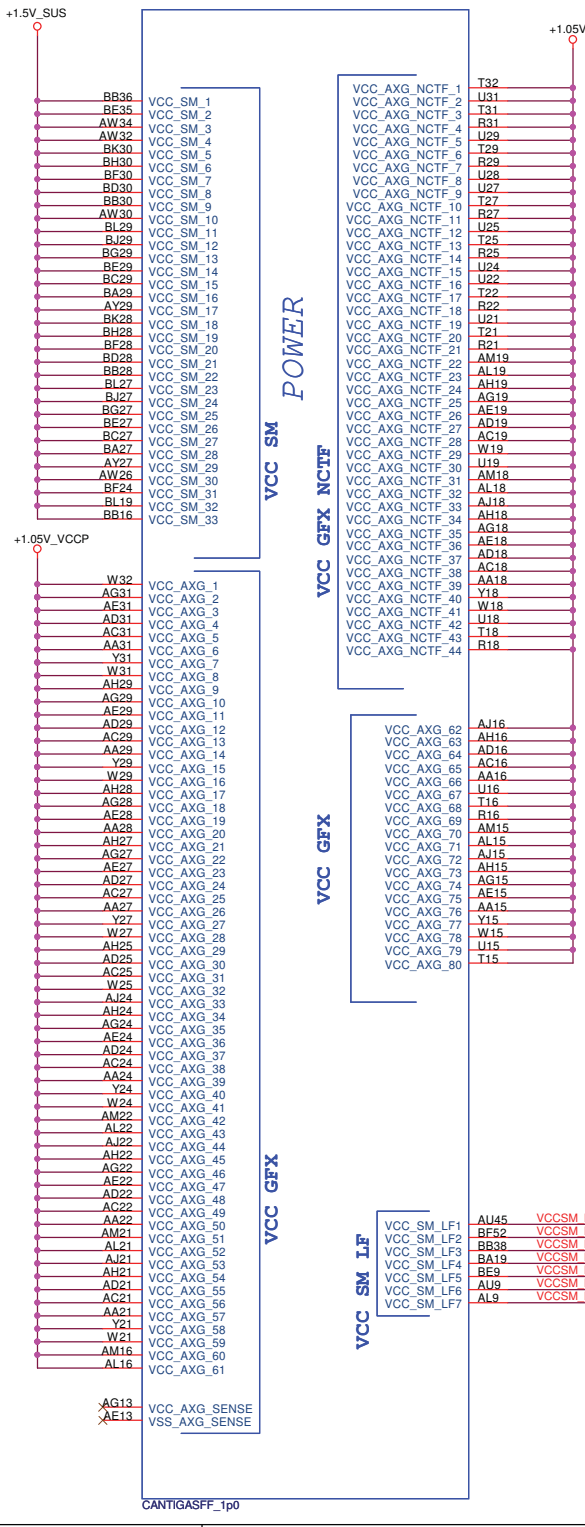 +1.5V_SUS
BB36 VCC_SM_1
BE35 VCC_SM_2
AW34 VCC_SM_3
AW32 VCC_SM_4
BK30 VCC_SM_5
BH30 VCC_SM_6
BF30 VCC_SM_7
BD30 VCC_SM_8
BB30 VCC_SM_9
AW30 VCC_SM_10
BL29 VCC_SM_11
BJ29 VCC_SM_12
BG29 VCC_SM_13
BE29 VCC_SM_14
BC29 VCC_SM_15
BA29 VCC_SM_16
AY29 VCC_SM_17
BK28 VCC_SM_18
BH28 VCC_SM_19
BF28 VCC_SM_20
BD28 VCC_SM_21
BB28 VCC_SM_22
BL27 VCC_SM_23
BJ27 VCC_SM_24
BG27 VCC_SM_25
BE27 VCC_SM_26
BC27 VCC_SM_27
BA27 VCC_SM_28
AY27 VCC_SM_29
AW26 VCC_SM_30
BF24 VCC_SM_31
BL19 VCC_SM_32
BB16 VCC_SM_33
VCC SM
+1.05V_VCCP
W32 VCC_AXG_1
AG31 VCC_AXG_2
AE31 VCC_AXG_3
AD31 VCC_AXG_4
AC31 VCC_AXG_5
AA31 VCC_AXG_6
Y31 VCC_AXG_7
W31 VCC_AXG_8
AH29 VCC_AXG_9
AG29 VCC_AXG_10
AE29 VCC_AXG_11
AD29 VCC_AXG_12
AC29 VCC_AXG_13
AA29 VCC_AXG_14
Y29 VCC_AXG_15
W29 VCC_AXG_16
AH28 VCC_AXG_17
AG28 VCC_AXG_18
AE28 VCC_AXG_19
AA28 VCC_AXG_20
AH27 VCC_AXG_21
AG27 VCC_AXG_22
AE27 VCC_AXG_23
AD27 VCC_AXG_24
AC27 VCC_AXG_25
AA27 VCC_AXG_26
Y27 VCC_AXG_27
W27 VCC_AXG_28
AH25 VCC_AXG_29
AD25 VCC_AXG_30
AC25 VCC_AXG_31
W25 VCC_AXG_32
AJ24 VCC_AXG_33
AH24 VCC_AXG_34
AG24 VCC_AXG_35
AE24 VCC_AXG_36
AD24 VCC_AXG_37
AC24 VCC_AXG_38
AA24 VCC_AXG_39
Y24 VCC_AXG_40
W24 VCC_AXG_41
AM22 VCC_AXG_42
AL22 VCC_AXG_43
AJ22 VCC_AXG_44
AH22 VCC_AXG_45
AG22 VCC_AXG_46
AE22 VCC_AXG_47
AD22 VCC_AXG_48
AC22 VCC_AXG_49
AA22 VCC_AXG_50
AM21 VCC_AXG_51
AL21 VCC_AXG_52
AJ21 VCC_AXG_53
AH21 VCC_AXG_54
AD21 VCC_AXG_55
AC21 VCC_AXG_56
AA21 VCC_AXG_57
Y21 VCC_AXG_58
W21 VCC_AXG_59
AM16 VCC_AXG_60
AL16 VCC_AXG_61
VCC GFX
AG13 VCC_AXG_SENSE
AE13 VSS_AXG_SENSE
CANTIGASFF_1p0
POWER
+1.05V
VCC_AXG_NCTF_1 T32
VCC_AXG_NCTF_2 U31
VCC_AXG_NCTF_3 T31
VCC_AXG_NCTF_4 R31
VCC_AXG_NCTF_5 U29
VCC_AXG_NCTF_6 T29
VCC_AXG_NCTF_7 R29
VCC_AXG_NCTF_8 U28
VCC_AXG_NCTF_9 U27
VCC_AXG_NCTF_10 T27
VCC_AXG_NCTF_11 R27
VCC_AXG_NCTF_12 U25
VCC_AXG_NCTF_13 T25
VCC_AXG_NCTF_14 R25
VCC_AXG_NCTF_15 U24
VCC_AXG_NCTF_16 U22
VCC_AXG_NCTF_17 T22
VCC_AXG_NCTF_18 R22
VCC_AXG_NCTF_19 U21
VCC_AXG_NCTF_20 T21
VCC_AXG_NCTF_21 R21
VCC_AXG_NCTF_22 AM19
VCC_AXG_NCTF_23 AL19
VCC_AXG_NCTF_24 AH19
VCC_AXG_NCTF_25 AG19
VCC_AXG_NCTF_26 AE19
VCC_AXG_NCTF_27 AD19
VCC_AXG_NCTF_28 AC19
VCC_AXG_NCTF_29 W19
VCC_AXG_NCTF_30 U19
VCC_AXG_NCTF_31 AM18
VCC_AXG_NCTF_32 AL18
VCC_AXG_NCTF_33 AJ18
VCC_AXG_NCTF_34 AH18
VCC_AXG_NCTF_35 AG18
VCC_AXG_NCTF_36 AE18
VCC_AXG_NCTF_37 AD18
VCC_AXG_NCTF_38 AC18
VCC_AXG_NCTF_39 AA18
VCC_AXG_NCTF_40 Y18
VCC_AXG_NCTF_41 W18
VCC_AXG_NCTF_42 U18
VCC_AXG_NCTF_43 T18
VCC_AXG_NCTF_44 R18
VCC GFX NCTF
VCC_AXG_62 AJ16
VCC_AXG_63 AH16
VCC_AXG_64 AD16
VCC_AXG_65 AC16
VCC_AXG_66 AA16
VCC_AXG_67 U16
VCC_AXG_68 T16
VCC_AXG_69 R16
VCC_AXG_70 AM15
VCC_AXG_71 AL15
VCC_AXG_72 AJ15
VCC_AXG_73 AH15
VCC_AXG_74 AG15
VCC_AXG_75 AE15
VCC_AXG_76 AA15
VCC_AXG_77 Y15
VCC_AXG_78 W15
VCC_AXG_79 U15
VCC_AXG_80 T15
VCC GFX
VCC_SM_LF1 AU45 VCCSM_
VCC_SM_LF2 BF52 VCCSM_
VCC_SM_LF3 BB38 VCCSM_
VCC_SM_LF4 BA19 VCCSM_
VCC_SM_LF5 BE9 VCCSM_
VCC_SM_LF6 AU9 VCCSM_
VCC_SM_LF7 AL9 VCCSM_
VCC SM LF